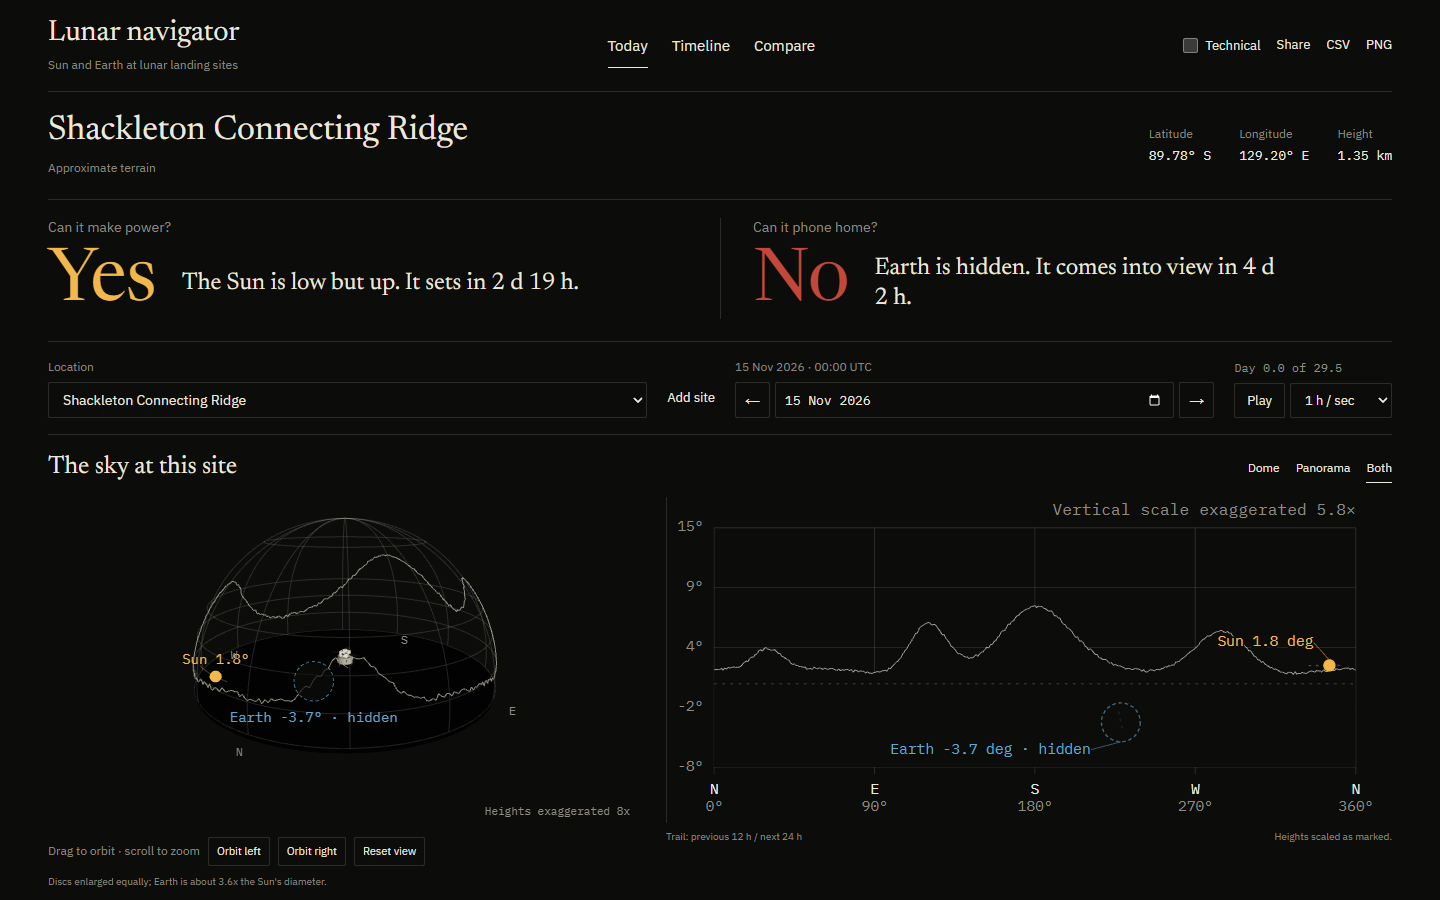 Lunar navigator
Sun and Earth at lunar landing sites
Today Timeline Compare
Technical Share CSV PNG
Shackleton Connecting Ridge
Approximate terrain
Latitude Longitude Height
89.78° S 129.20° E 1.35 km
Can it make power?
Yes
The Sun is low but up. It sets in 2 d 19 h.
Can it phone home?
No
Earth is hidden. It comes into view in 4 d
2 h.
Location
Shackleton Connecting Ridge
Add site
15 Nov 2026 · 00:00 UTC
← 15 Nov 2026 →
Day 0.0 of 29.5
Play 1 h / sec
The sky at this site
Dome Panorama Both
S
W
Sun 1.8°
Earth -3.7° · hidden
E
N
Heights exaggerated 8x
Drag to orbit · scroll to zoom Orbit left Orbit right Reset view
Discs enlarged equally; Earth is about 3.6x the Sun's diameter.
Vertical scale exaggerated 5.8×
15°
9°
4°
-2°
-8°
Sun 1.8 deg
Earth -3.7 deg · hidden
N E S W N
0° 90° 180° 270° 360°
Trail: previous 12 h / next 24 h
Heights scaled as marked.